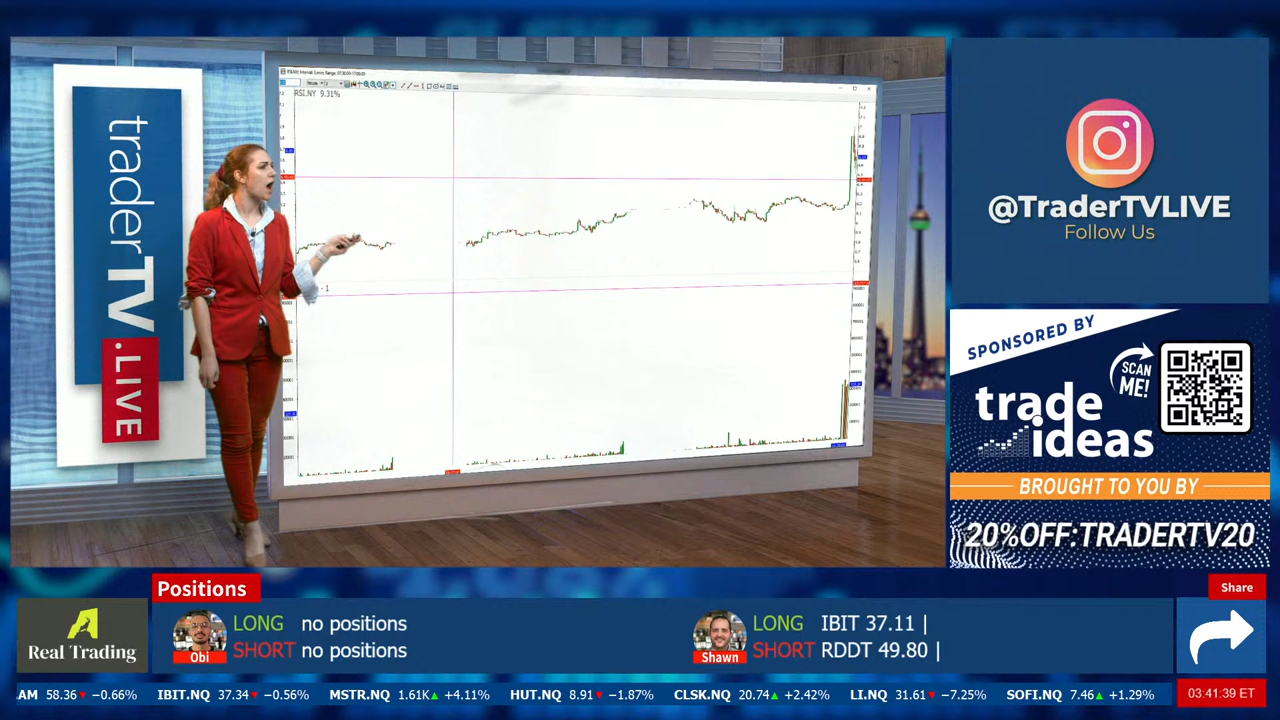 RSI.NY 9.31%
-1
traderTV
.LIVE
@TraderTVLIVE
Follow Us
SPONSORED BY
SCAN
ME!
trade
ideas
BROUGHT TO YOU BY
20%OFF:TRADERTV20
Positions
Share
Real Trading
Obi
LONG no positions
SHORT no positions
Shawn
LONG IBIT 37.11 |
SHORT RDDT 49.80 |
AM 58.36▼ −0.66% IBIT.NQ 37.34▼ −0.56% MSTR.NQ 1.61K▲ +4.11% HUT.NQ 8.91▼ −1.87% CLSK.NQ 20.74▲ +2.42% LI.NQ 31.61▼ −7.25% SOFI.NQ 7.46▲ +1.29%
03:41:39 ET